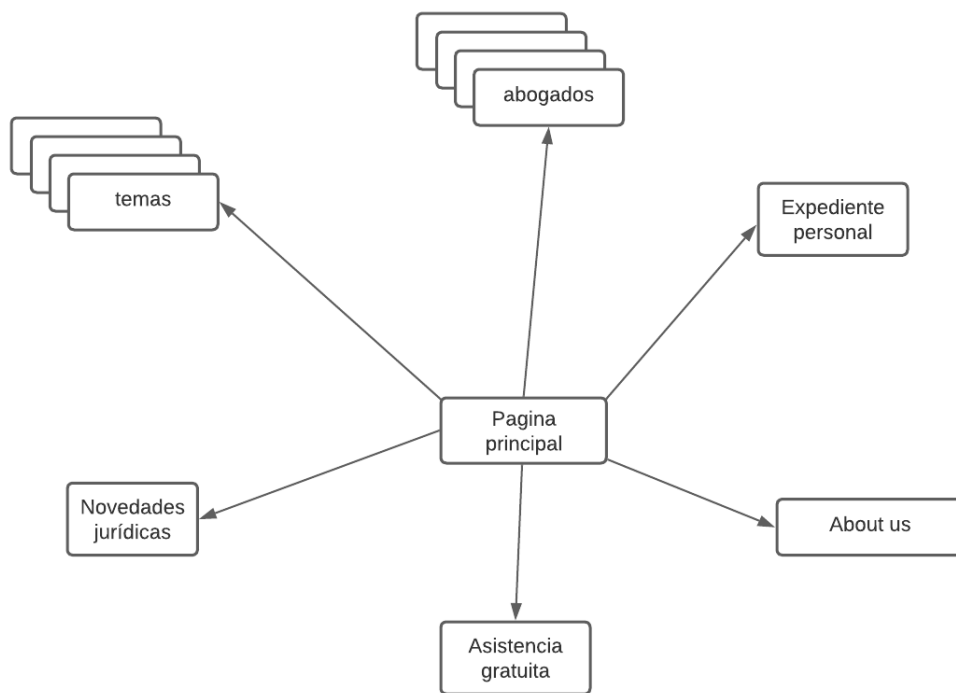 abogados
temas
Expediente
personal
Pagina
principal
Novedades
jurídicas
About us
Asistencia
gratuita